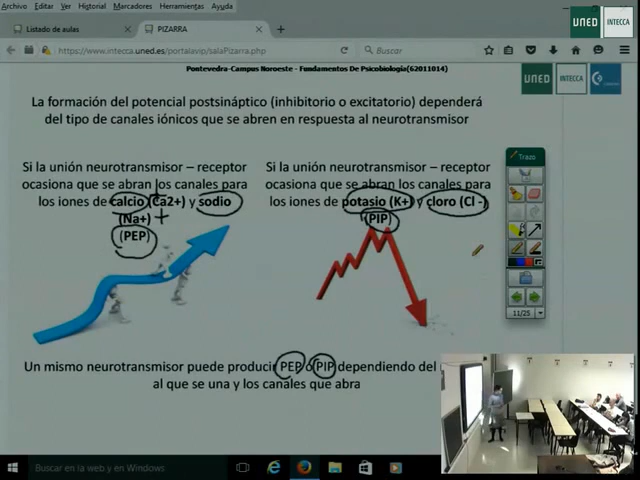 Archivo Editar Ver Historial Marcadores Herramientas Ayuda
Listado de aulas
PIZARRA
https://www.intecca.uned.es/portalavip/salaPizarra.php
Buscar
UNED
INTECCA
Pontevedra-Campus Noroeste - Fundamentos De Psicobiología(62011014)
UNED
INTECCA
La formación del potencial postsináptico (inhibitorio o excitatorio) dependerá
del tipo de canales iónicos que se abren en respuesta al neurotransmisor
Si la unión neurotransmisor – receptor
ocasiona que se abran los canales para
los iones de calcio (Ca2+) y sodio
(Na+) +
(PEP)
Si la unión neurotransmisor – receptor
ocasiona que se abran los canales para
los iones de potasio (K+) y cloro (Cl -)
(PIP)
Trazo
11/25
Un mismo neurotransmisor puede producir PEP o PIP dependiendo del
al que se una y los canales que abra
Buscar en la web y en Windows